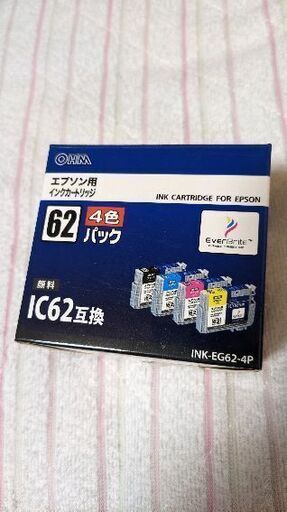 OHM
エプソン用
インクカートリッジ
INK CARTRIDGE FOR EPSON
62 4色
パック
EverBrite™
顔料
IC62互換
INK-EG62-4P